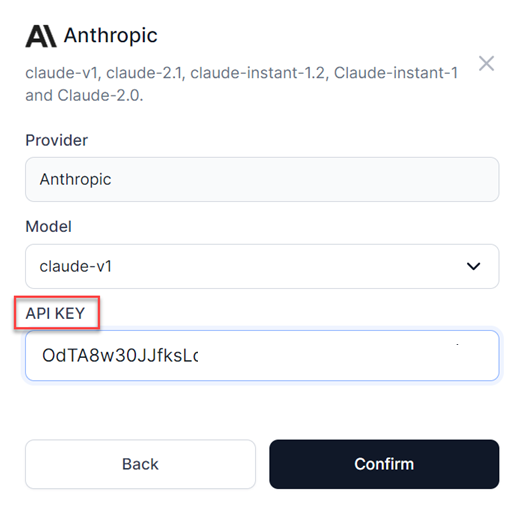 Anthropic
claude-v1, claude-2.1, claude-instant-1.2, Claude-instant-1
and Claude-2.0.
Provider
Anthropic
Model
claude-v1
API KEY
OdTA8w30JJfksL
Back
Confirm